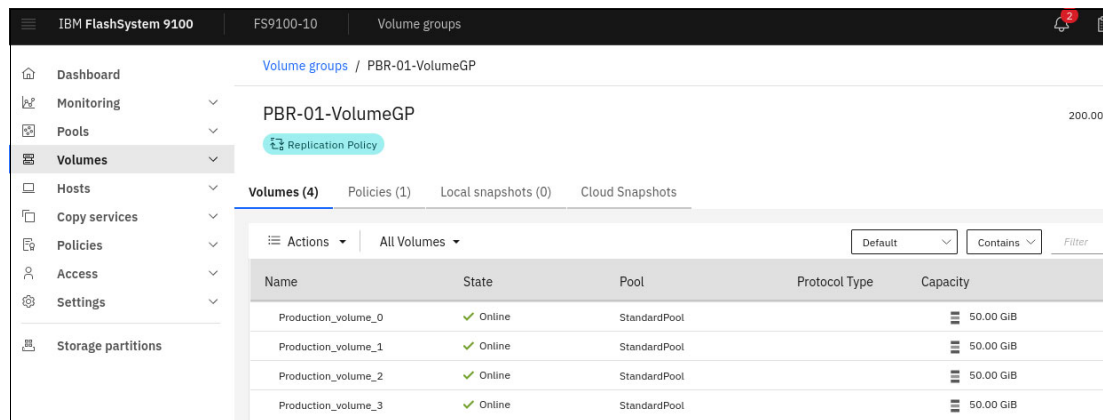 IBM FlashSystem 9100 FS9100-10 Volume groups 2
Dashboard
Monitoring
Pools
Volumes
Hosts
Copy services
Policies
Access
Settings
Storage partitions
Volume groups / PBR-01-VolumeGP
PBR-01-VolumeGP
200.00
Replication Policy
Volumes (4) Policies (1) Local snapshots (0) Cloud Snapshots
Actions All Volumes Default Contains Filter
Name State Pool Protocol Type Capacity
Production_volume_0 Online StandardPool 50.00 GiB
Production_volume_1 Online StandardPool 50.00 GiB
Production_volume_2 Online StandardPool 50.00 GiB
Production_volume_3 Online StandardPool 50.00 GiB